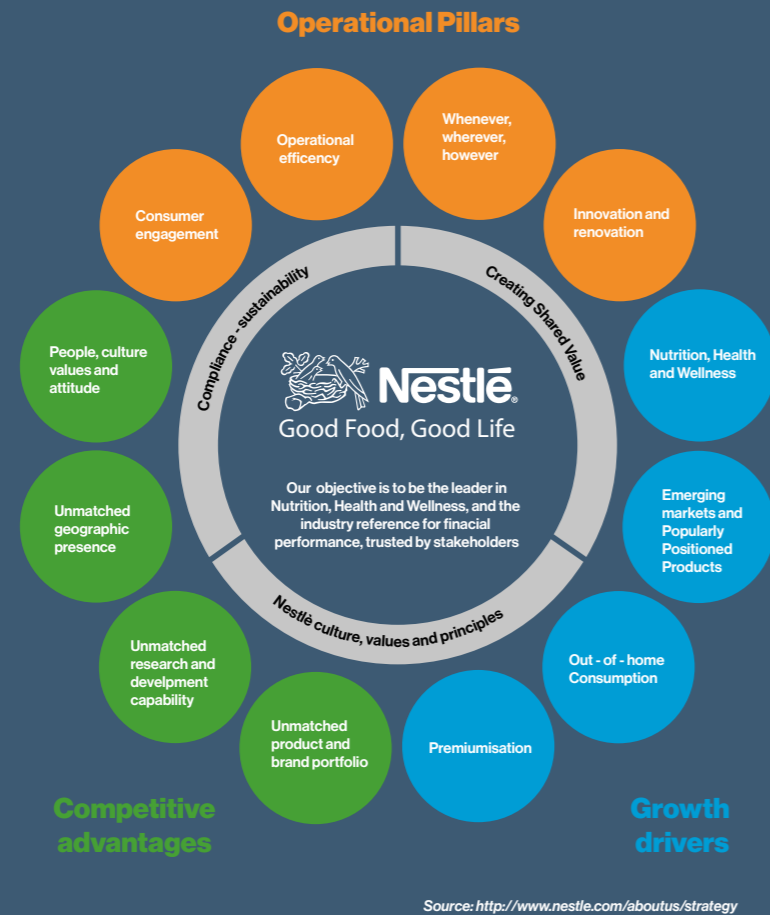 Operational Pillars
Operational
efficency
Whenever,
wherever,
however
Consumer
engagement
Innovation and
renovation
People, culture
values and
attitude
Nutrition, Health
and Wellness
Unmatched
geographic
presence
Emerging
markets and
Popularly
Positioned
Products
Unmatched
research and
develpment
capability
Out - of - home
Consumption
Unmatched
product and
brand portfolio
Premiumisation
Compliance - sustainability
Creating Shared Value
Nestlè culture, values and principles
Nestlé®
Good Food, Good Life
Our objective is to be the leader in
Nutrition, Health and Wellness, and the
industry reference for finacial
performance, trusted by stakeholders
Competitive
advantages
Growth
drivers
Source: http://www.nestle.com/aboutus/strategy